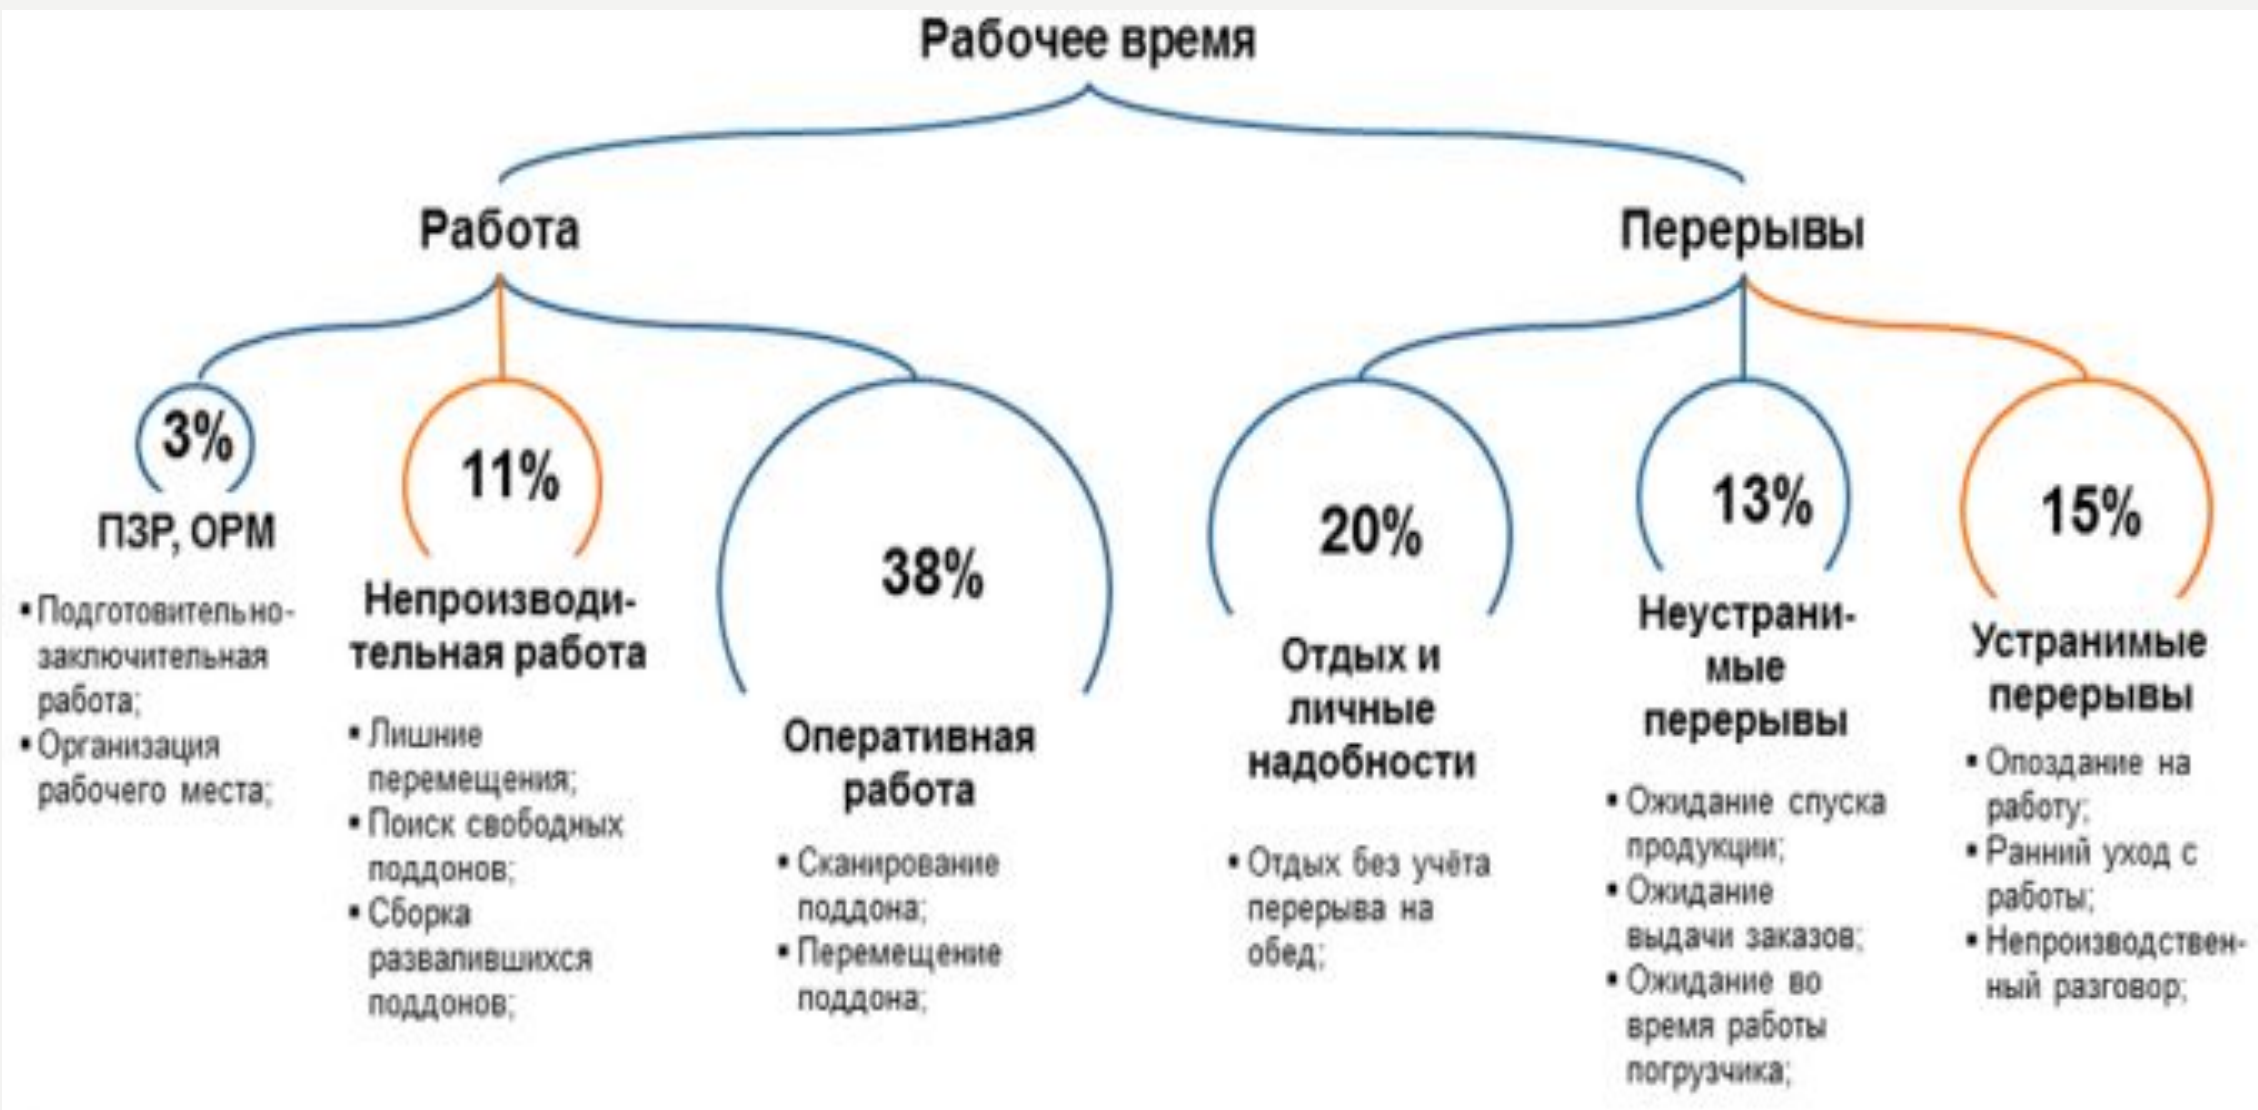 Рабочее время
Работа
Перерывы
3%
ПЗР, ОРМ
▪ Подготовительно-
заключительная
работа;
▪ Организация
рабочего места;
11%
Непроизводи-
тельная работа
▪ Лишние
перемещения;
▪ Поиск свободных
поддонов;
▪ Сборка
развалившихся
поддонов;
38%
Оперативная
работа
▪ Сканирование
поддона;
▪ Перемещение
поддона;
20%
Отдых и
личные
надобности
▪ Отдых без учёта
перерыва на
обед;
13%
Неустрани-
мые
перерывы
▪ Ожидание спуска
продукции;
▪ Ожидание
выдачи заказов;
▪ Ожидание во
время работы
погрузчика;
15%
Устранимые
перерывы
▪ Опоздание на
работу;
▪ Ранний уход с
работы;
▪ Непроизводствен-
ный разговор;